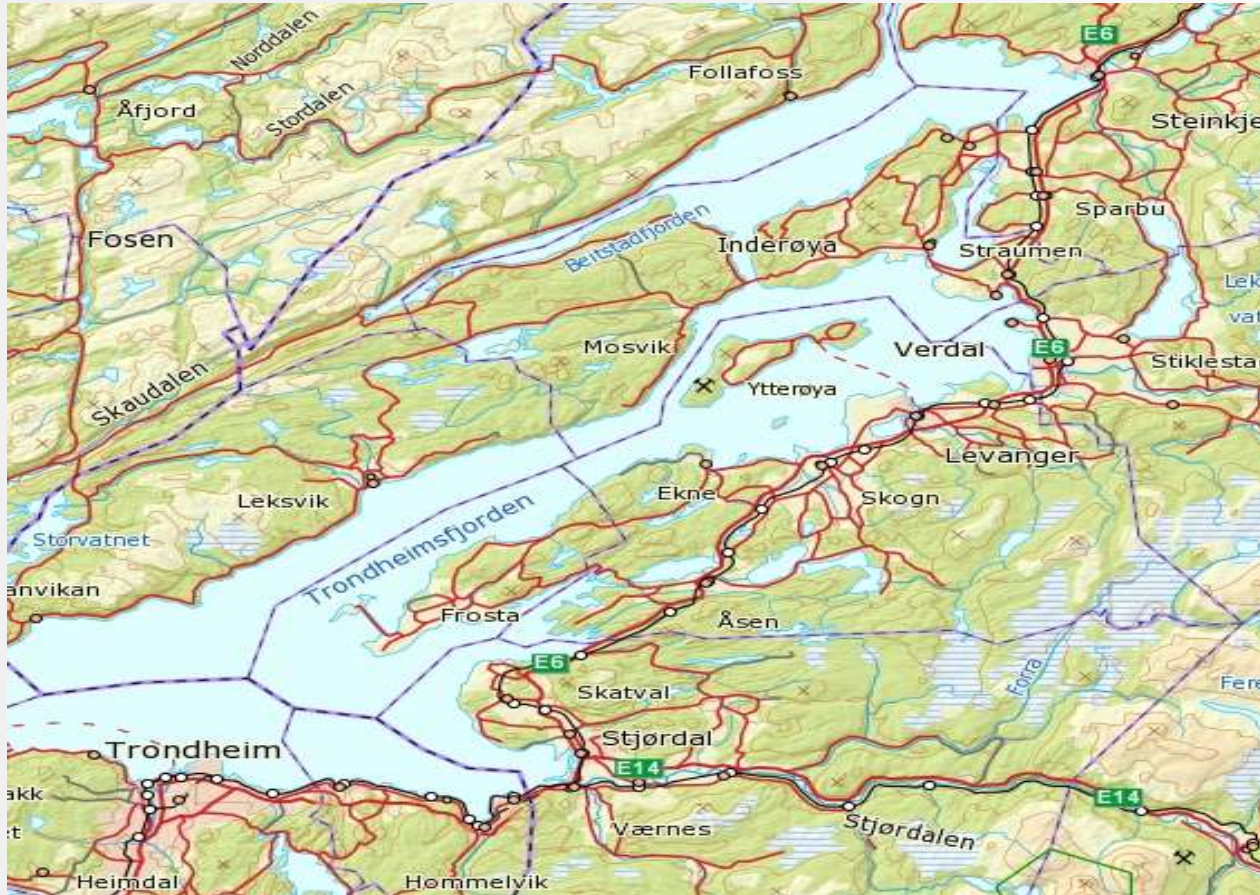 E6
Norddalen
Follafoss
Åfjord
Stordalen
Steinkje
Sparbu
Beitstadfjorden
Fosen
Inderøya
Straumen
Lek
vat
Mosvik
Verdal
E6
Stiklesta
Skaudalen
Ytterøya
Levanger
Leksvik
Ekne
Skogn
Trondheimsfjorden
Storvatnet
anvikan
Frosta
Åsen
E6
Forra
Skatval
Fere
Trondheim
Stjørdal
E14
akk
E14
et
Værnes
Stjørdalen
Heimdal
Hommelvik